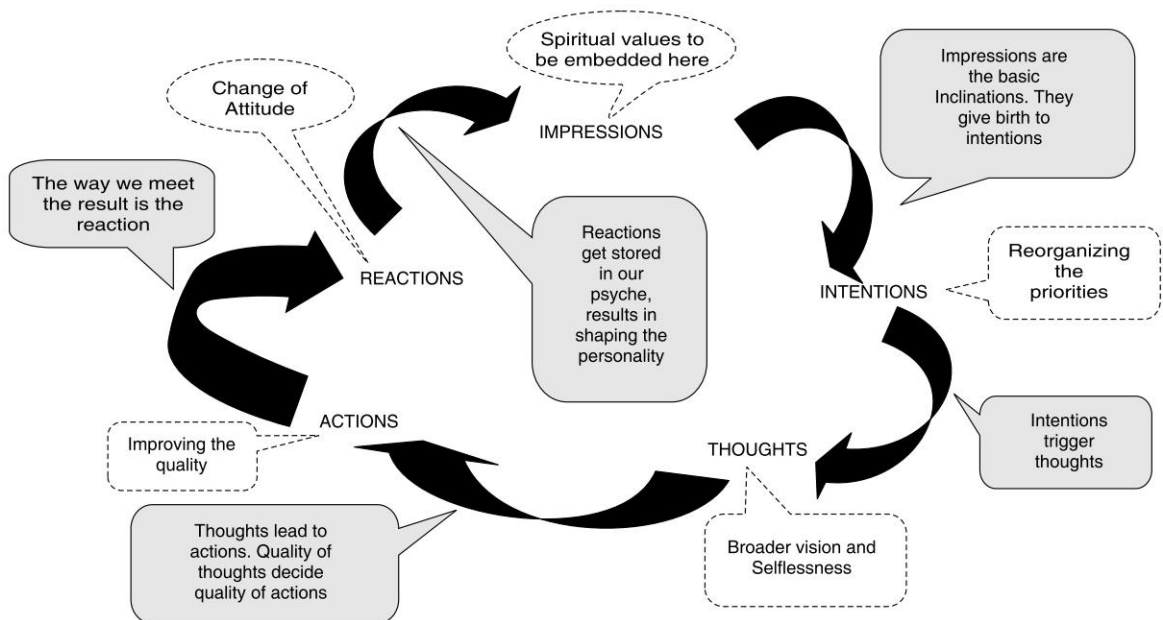 Spiritual values to
be embedded here
IMPRESSIONS
Impressions are
the basic
Inclinations. They
give birth to
intentions
Change of
Attitude
The way we meet
the result is the
reaction
REACTIONS
Reactions
get stored
in our
psyche,
results in
shaping the
personality
INTENTIONS
Reorganizing
the
priorities
ACTIONS
Improving the
quality
THOUGHTS
Intentions
trigger
thoughts
Thoughts lead to
actions. Quality of
thoughts decide
quality of actions
Broader vision and
Selflessness